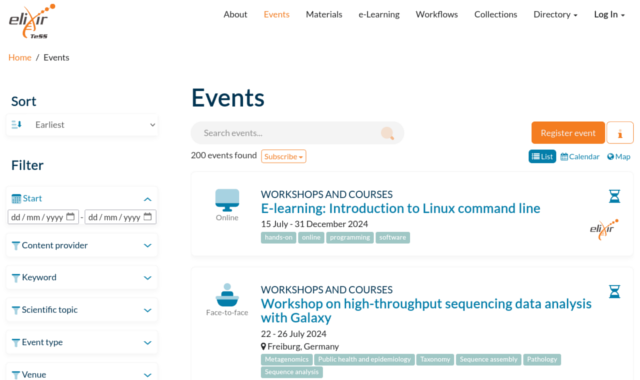 elixir
TeSS
About Events Materials e-Learning Workflows Collections Directory Log In
Home / Events
Sort
Earliest
Filter
Start
dd / mm / yyyy - dd / mm / yyyy
Content provider
Keyword
Scientific topic
Event type
Venue
Events
Search events...
Register event i
200 events found Subscribe List Calendar Map
WORKSHOPS AND COURSES
E-learning: Introduction to Linux command line
Online
15 July - 31 December 2024
hands-on online programming software
elixir
WORKSHOPS AND COURSES
Workshop on high-throughput sequencing data analysis
with Galaxy
Face-to-face
22 - 26 July 2024
Freiburg, Germany
Metagenomics Public health and epidemiology Taxonomy Sequence assembly Pathology
Sequence analysis